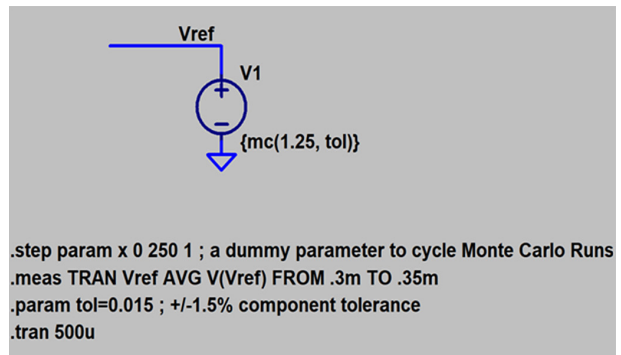 Vref
V1
{mc(1.25, tol)}
.step param x 0 250 1 ; a dummy parameter to cycle Monte Carlo Runs
.meas TRAN Vref AVG V(Vref) FROM .3m TO .35m
.param tol=0.015 ; +/-1.5% component tolerance
.tran 500u